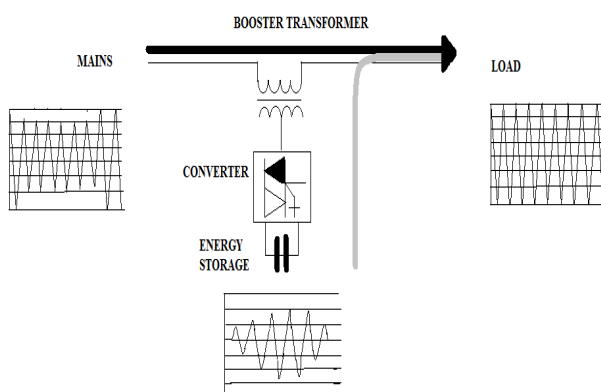 BOOSTER TRANSFORMER
MAINS
LOAD
CONVERTER
ENERGY
STORAGE